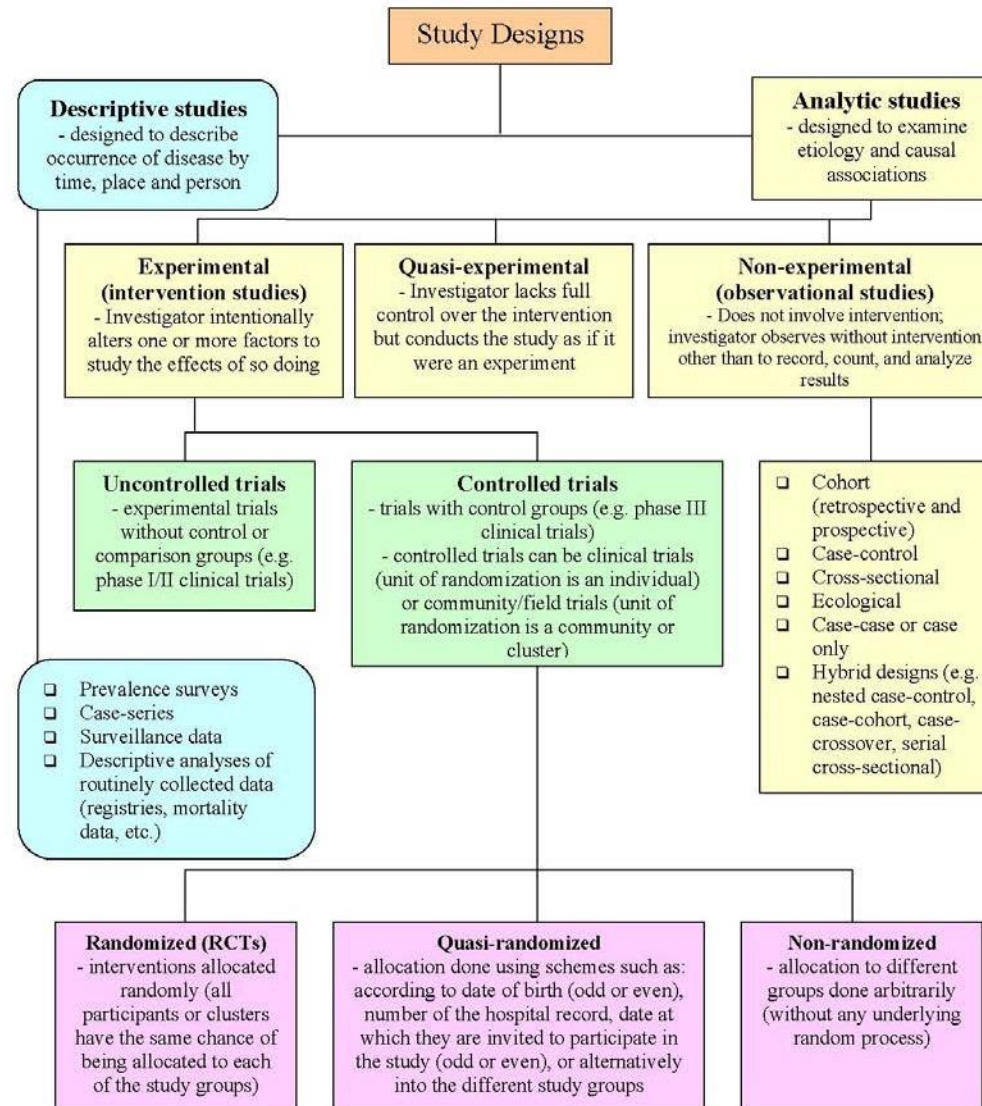 Study Designs
Descriptive studies
- designed to describe
occurrence of disease by
time, place and person
Analytic studies
- designed to examine
etiology and causal
associations
Experimental
(intervention studies)
- Investigator intentionally
alters one or more factors to
study the effects of so doing
Quasi-experimental
- Investigator lacks full
control over the intervention
but conducts the study as if it
were an experiment
Non-experimental
(observational studies)
- Does not involve intervention;
investigator observes without intervention
other than to record, count, and analyze
results
Uncontrolled trials
- experimental trials
without control or
comparison groups (e.g.
phase I/II clinical trials)
Controlled trials
- trials with control groups (e.g. phase III
clinical trials)
- controlled trials can be clinical trials
(unit of randomization is an individual)
or community/field trials (unit of
randomization is a community or
cluster)
❑ Cohort
(retrospective and
prospective)
❑ Case-control
❑ Cross-sectional
❑ Ecological
❑ Case-case or case
only
❑ Hybrid designs (e.g.
nested case-control,
case-cohort, case-
crossover, serial
cross-sectional)
❑ Prevalence surveys
❑ Case-series
❑ Surveillance data
❑ Descriptive analyses of
routinely collected data
(registries, mortality
data, etc.)
Randomized (RCTs)
- interventions allocated
randomly (all
participants or clusters
have the same chance of
being allocated to each
of the study groups)
Quasi-randomized
- allocation done using schemes such as:
according to date of birth (odd or even),
number of the hospital record, date at
which they are invited to participate in
the study (odd or even), or alternatively
into the different study groups
Non-randomized
- allocation to different
groups done arbitrarily
(without any underlying
random process)